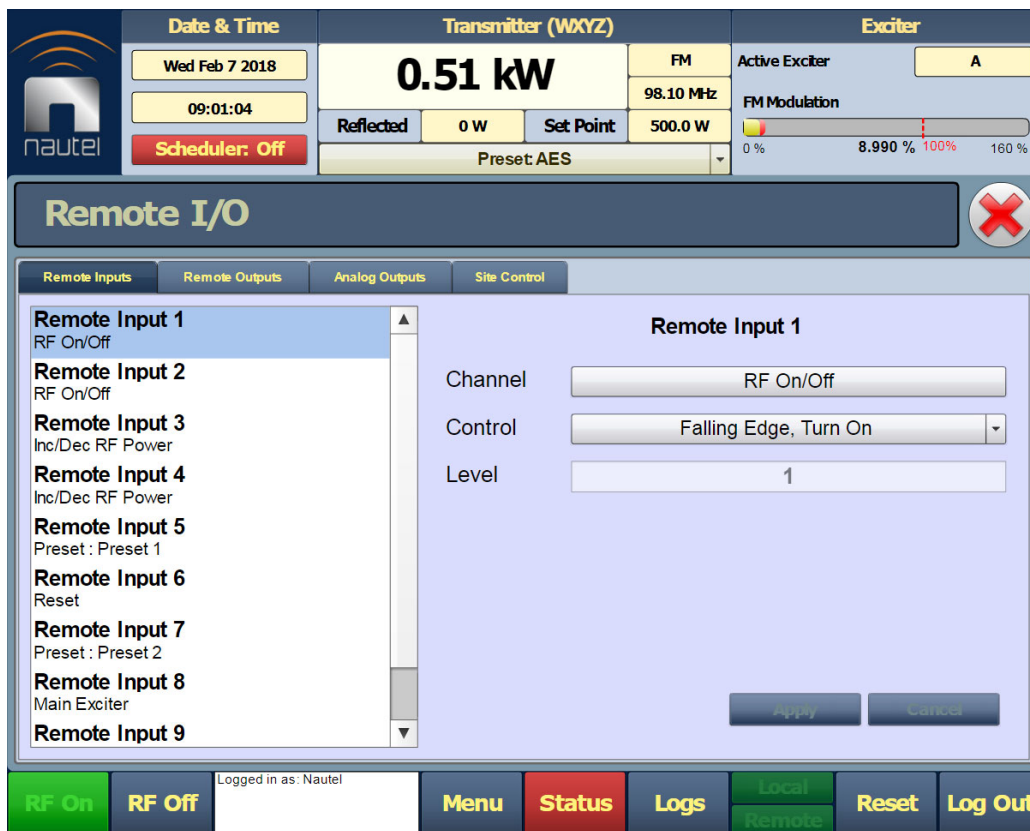 nautel
Date & Time
Wed Feb 7 2018
09:01:04
Scheduler: Off
Transmitter (WXYZ)
0.51 kW
FM
98.10 MHz
Reflected 0 W Set Point 500.0 W
Preset: AES
Exciter
Active Exciter A
FM Modulation
0 % 8.990 % 100% 160 %
Remote I/O
Remote Inputs Remote Outputs Analog Outputs Site Control
Remote Input 1
RF On/Off
Remote Input 2
RF On/Off
Remote Input 3
Inc/Dec RF Power
Remote Input 4
Inc/Dec RF Power
Remote Input 5
Preset : Preset 1
Remote Input 6
Reset
Remote Input 7
Preset : Preset 2
Remote Input 8
Main Exciter
Remote Input 9
Remote Input 1
Channel RF On/Off
Control Falling Edge, Turn On
Level 1
Apply Cancel
RF On RF Off
Logged in as: Nautel
Menu Status Logs
Local
Remote
Reset Log Out